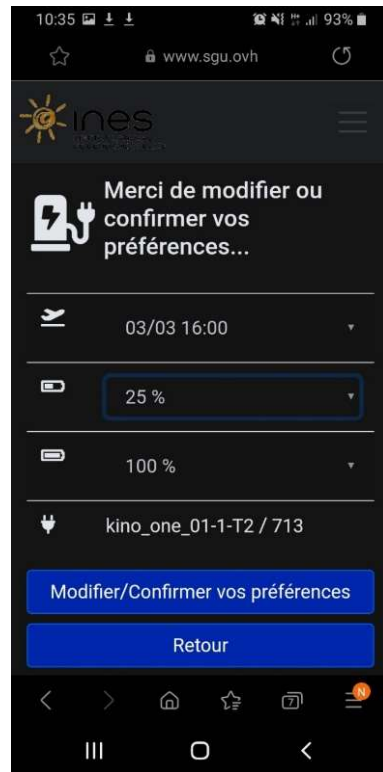 10:35 93%
www.sgu.ovh
ines
Merci de modifier ou
confirmer vos
préférences...
03/03 16:00
25 %
100 %
kino_one_01-1-T2 / 713
Modifier/Confirmer vos préférences
Retour
7 N